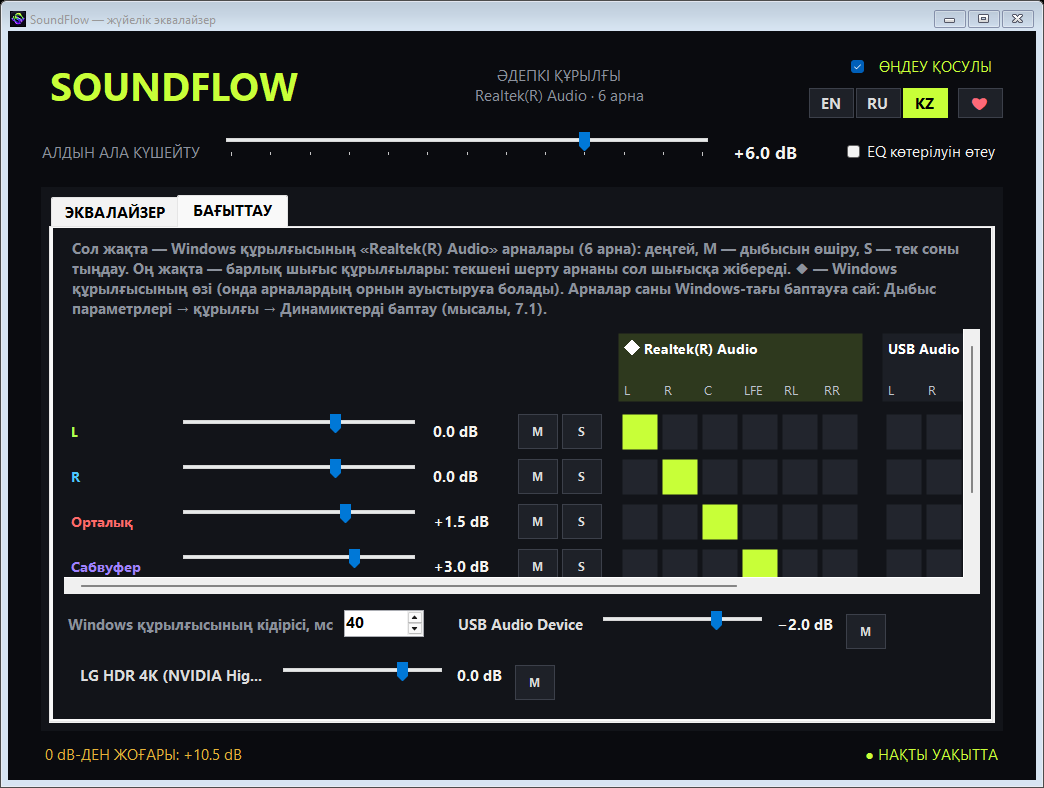 SoundFlow — жүйелік эквалайзер
SOUNDFLOW
ӘДЕПКІ ҚҰРЫЛҒЫ
Realtek(R) Audio · 6 арна
ӨҢДЕУ ҚОСУЛЫ
EN RU KZ
АЛДЫН АЛА КҮШЕЙТУ
+6.0 dB
EQ көтерілуін өтеу
ЭКВАЛАЙЗЕР
БАҒЫТТАУ
Сол жақта — Windows құрылғысының «Realtek(R) Audio» арналары (6 арна): деңгей, M — дыбысын өшіру, S — тек соны
тыңдау. Оң жақта — барлық шығыс құрылғылары: текшені шерту арнаны сол шығысқа жібереді. ◆ — Windows
құрылғысының өзі (онда арналардың орнын ауыстыруға болады). Арналар саны Windows-тағы баптауға сай: Дыбыс
параметрлері → құрылғы → Динамиктерді баптау (мысалы, 7.1).
◆ Realtek(R) Audio
USB Audio
L R C LFE RL RR
L R
L 0.0 dB M S
R 0.0 dB M S
Орталық +1.5 dB M S
Сабвуфер +3.0 dB M S
Windows құрылғысының кідірісі, мс 40
USB Audio Device −2.0 dB M
LG HDR 4K (NVIDIA Hig... 0.0 dB M
0 dB-ДЕН ЖОҒАРЫ: +10.5 dB
● НАҚТЫ УАҚЫТТА